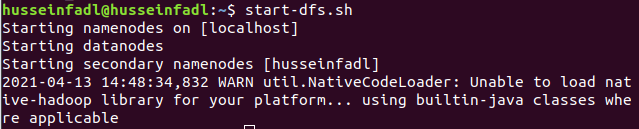 husseinfadl@husseinfadl:~$ start-dfs.sh
Starting namenodes on [localhost]
Starting datanodes
Starting secondary namenodes [husseinfadl]
2021-04-13 14:48:34,832 WARN util.NativeCodeLoader: Unable to load nat
ive-hadoop library for your platform... using builtin-java classes whe
re applicable